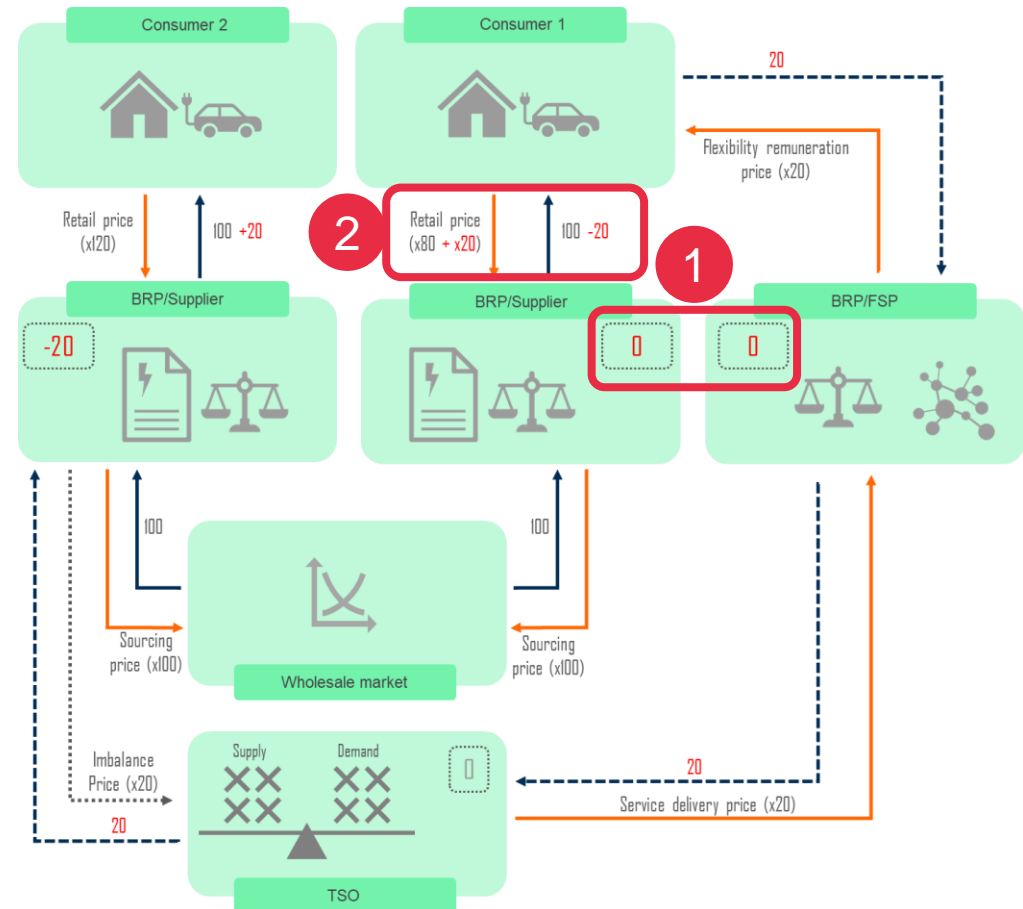 Consumer 2
Consumer 1
20
Flexibility remuneration
price (x20)
Retail price
(x120)
100 +20
2
Retail price
(x80 + x20)
100 -20
1
BRP/Supplier
BRP/Supplier
BRP/FSP
-20
0
0
100
100
Sourcing
price (x100)
Sourcing
price (x100)
Wholesale market
Imbalance
Price (x20)
Supply
Demand
0
20
Service delivery price (x20)
20
TSO